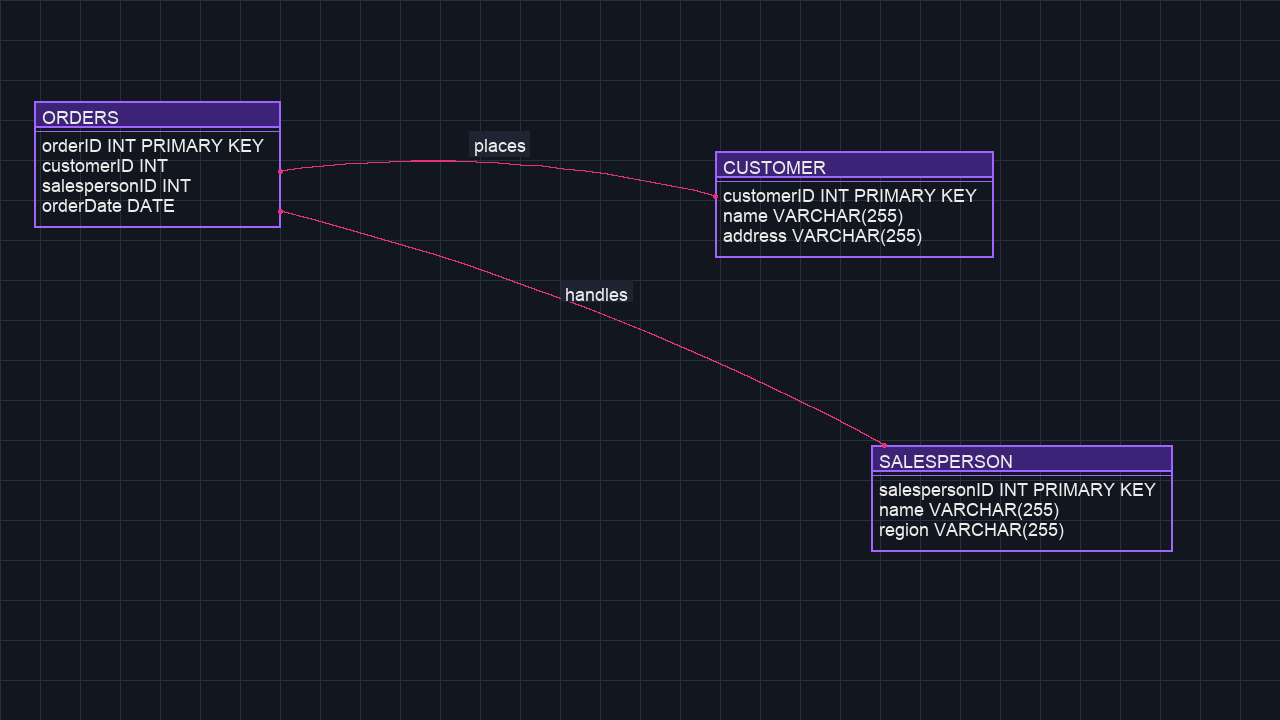 ORDERS
orderID INT PRIMARY KEY
customerID INT
salespersonID INT
orderDate DATE
places
CUSTOMER
customerID INT PRIMARY KEY
name VARCHAR(255)
address VARCHAR(255)
handles
SALESPERSON
salespersonID INT PRIMARY KEY
name VARCHAR(255)
region VARCHAR(255)